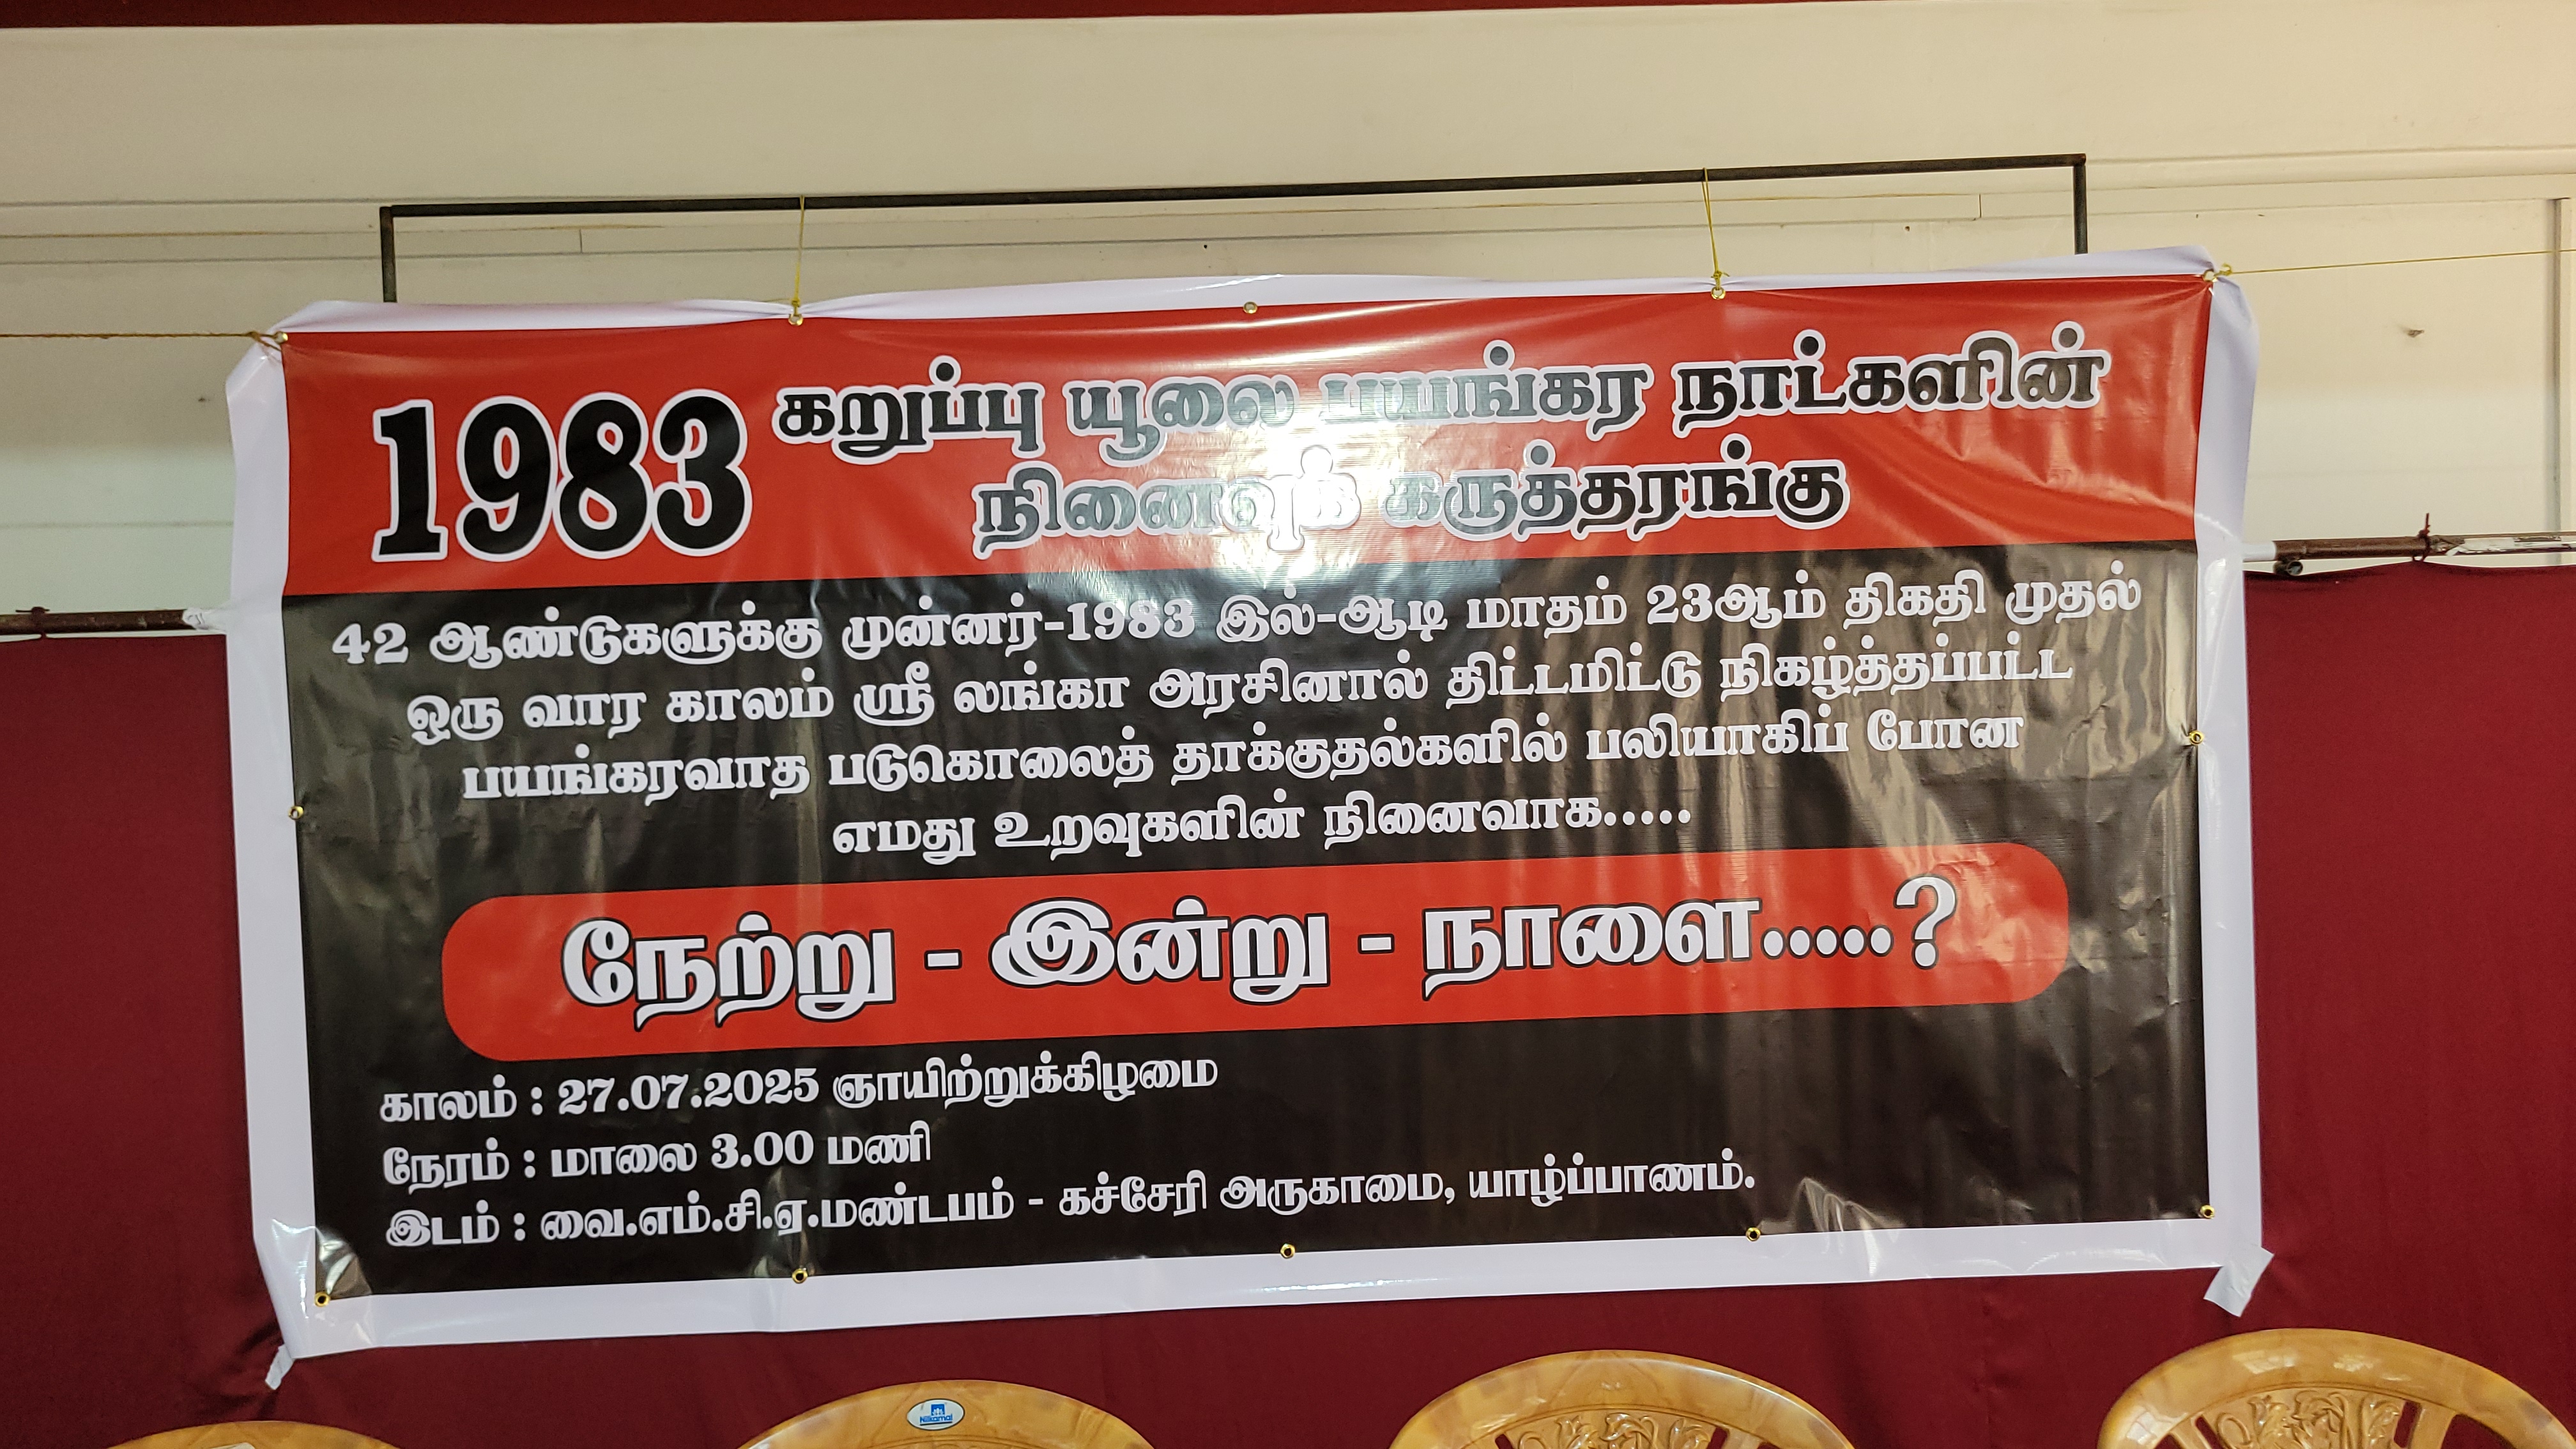 1983 கறுப்பு யூலை பயங்கர நாட்களின்
நினைவுக் கருத்தரங்கு
42 ஆண்டுகளுக்கு முன்னர்-1983 இல்-ஆடி மாதம் 23ஆம் திகதி முதல்
ஒரு வார காலம் ஸ்ரீ லங்கா அரசினால் திட்டமிட்டு நிகழ்த்தப்பட்ட
பயங்கரவாத படுகொலைத் தாக்குதல்களில் பலியாகிப் போன
எமது உறவுகளின் நினைவாக.....
நேற்று - இன்று - நாளை.....?
காலம் : 27.07.2025 ஞாயிற்றுக்கிழமை
நேரம் : மாலை 3.00 மணி
இடம் : வை.எம்.சி.ஏ.மண்டபம் - கச்சேரி அருகாமை, யாழ்ப்பாணம்.
Nilkamal